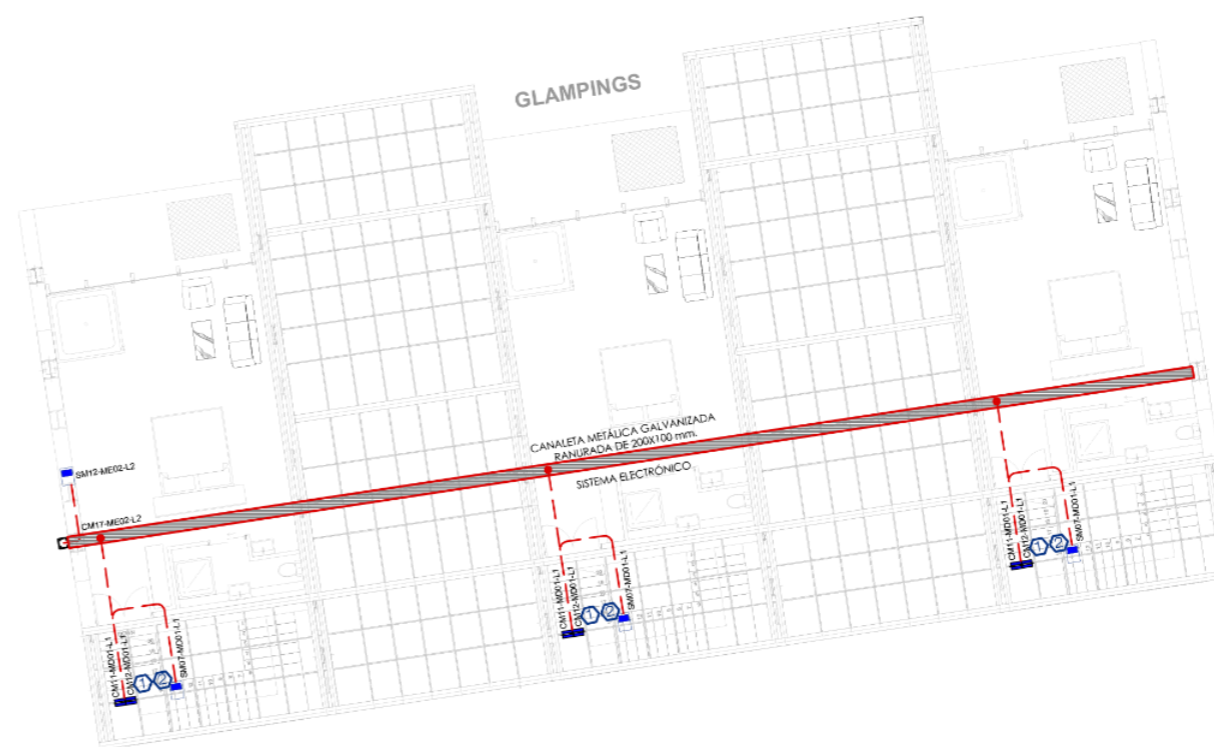 GLAMPINGS
CANALETA METÁLICA GALVANIZADA
RANURADA DE 200X100 mm.
SISTEMA ELECTRÓNICO
SM12-ME02-L2
CM17-ME02-L2
CM11-MD01-L1
CM12-MD01-L1
1
2
SM07-MD01-L1
CM11-MD01-L1
CM12-MD01-L1
1
2
SM07-MD01-L1
CM11-MD01-L1
CM12-MD01-L1
1
2
SM07-MD01-L1